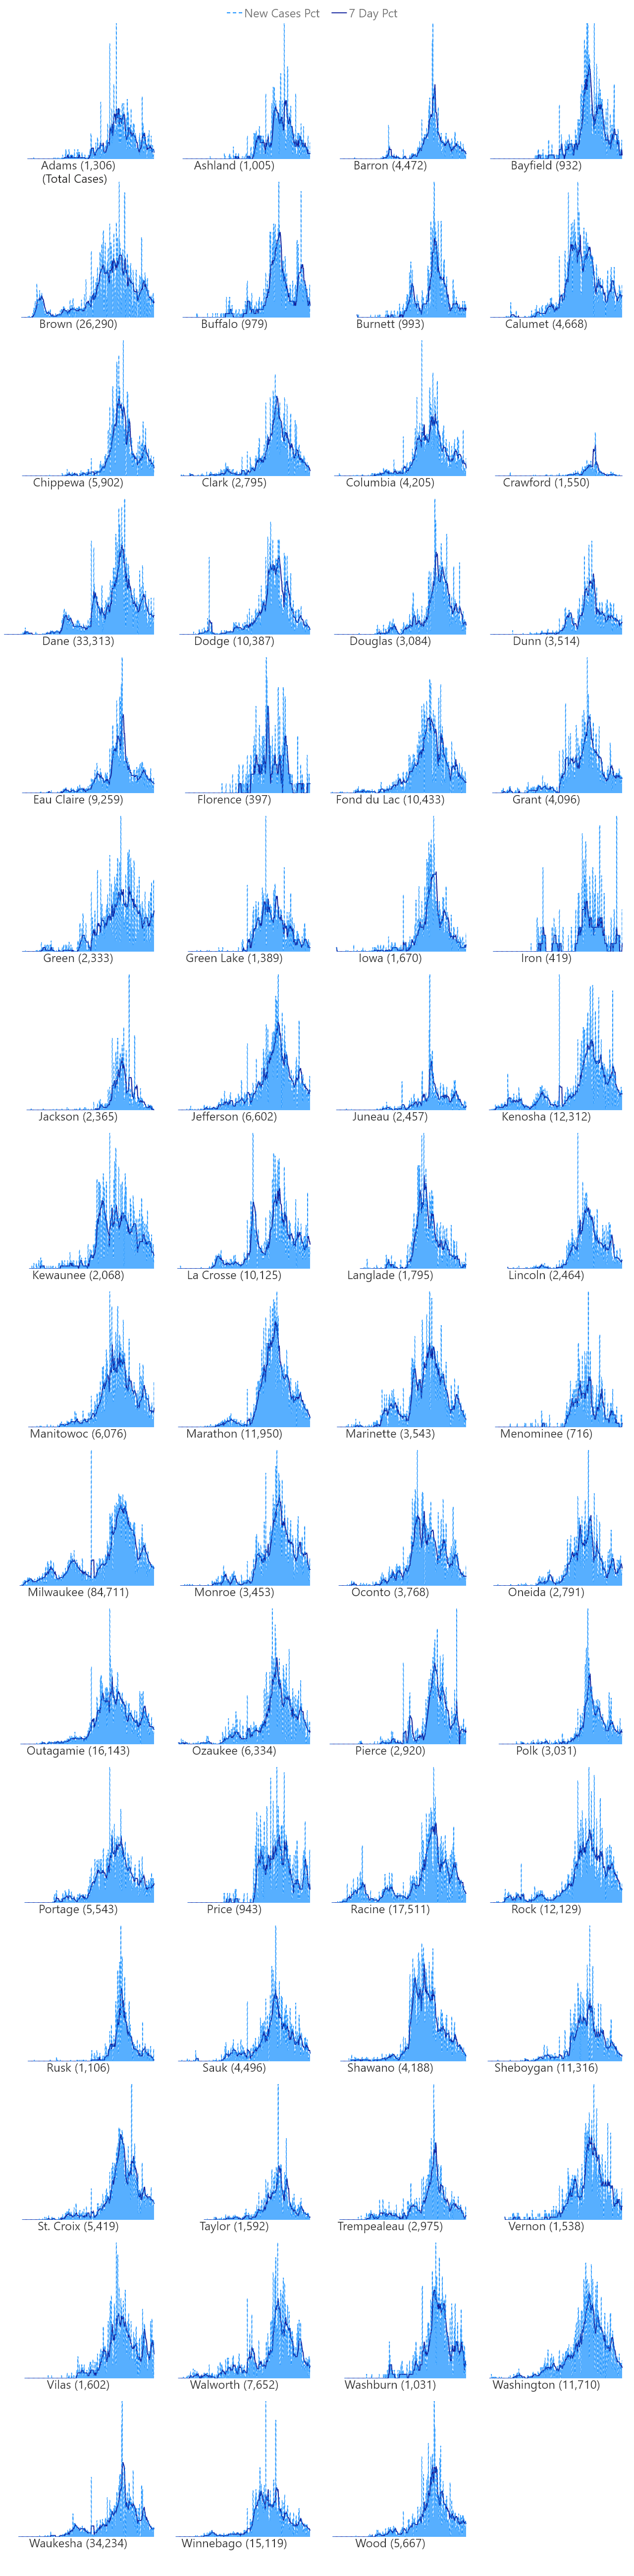 New Cases Pct 7 Day Pct
Adams (1,306) Ashland (1,005) Barron (4,472) Bayfield (932)
(Total Cases)
Brown (26,290) Buffalo (979) Burnett (993) Calumet (4,668)
Chippewa (5,902) Clark (2,795) Columbia (4,205) Crawford (1,550)
Dane (33,313) Dodge (10,387) Douglas (3,084) Dunn (3,514)
Eau Claire (9,259) Florence (397) Fond du Lac (10,433) Grant (4,096)
Green (2,333) Green Lake (1,389) Iowa (1,670) Iron (419)
Jackson (2,365) Jefferson (6,602) Juneau (2,457) Kenosha (12,312)
Kewaunee (2,068) La Crosse (10,125) Langlade (1,795) Lincoln (2,464)
Manitowoc (6,076) Marathon (11,950) Marinette (3,543) Menominee (716)
Milwaukee (84,711) Monroe (3,453) Oconto (3,768) Oneida (2,791)
Outagamie (16,143) Ozaukee (6,334) Pierce (2,920) Polk (3,031)
Portage (5,543) Price (943) Racine (17,511) Rock (12,129)
Rusk (1,106) Sauk (4,496) Shawano (4,188) Sheboygan (11,316)
St. Croix (5,419) Taylor (1,592) Trempealeau (2,975) Vernon (1,538)
Vilas (1,602) Walworth (7,652) Washburn (1,031) Washington (11,710)
Waukesha (34,234) Winnebago (15,119) Wood (5,667)